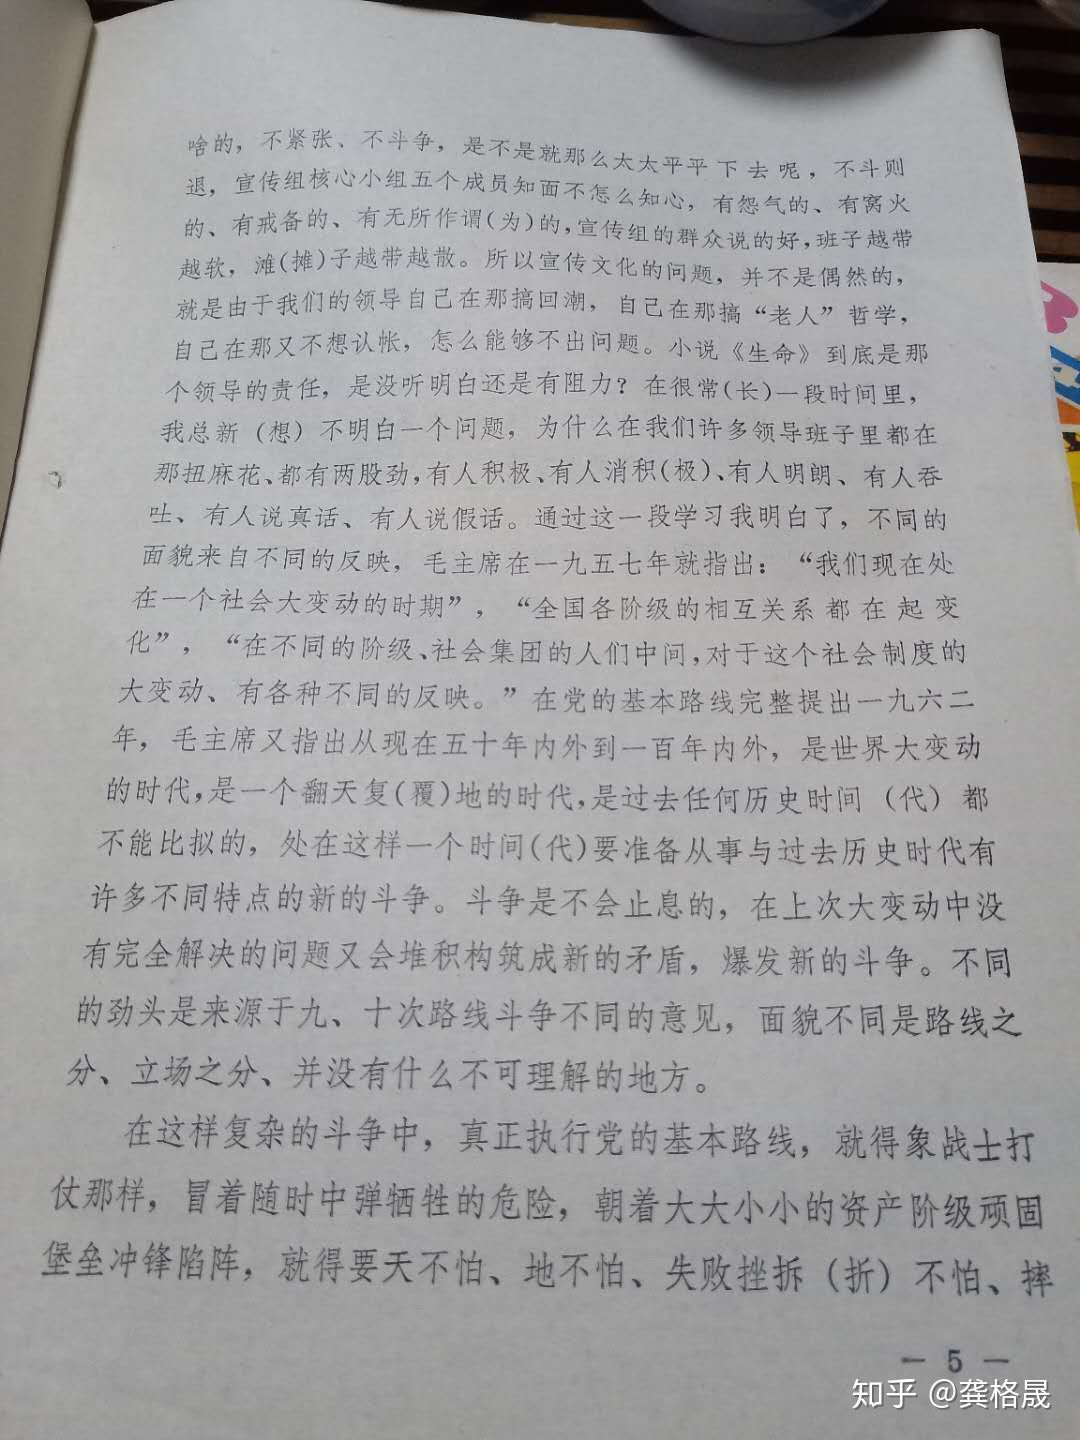 啥的，不紧张、不斗争，是不是就那么太太平平下去呢，不斗则
退，宣传组核心小组五个成员知面不怎么知心，有怨气的、有窝火
的、有戒备的、有无所作谓(为)的，宣传组的群众说的好，班子越带
越软，滩(摊)子越带越散。所以宣传文化的问题，并不是偶然的，
就是由于我们的领导自己在那搞回潮，自己在那搞“老人”哲学，
自己在那又不想认帐，怎么能够不出问题。小说《生命》到底是那
个领导的责任，是没听明白还是有阻力？在很常(长)一段时间里，
我总新（想）不明白一个问题，为什么在我们许多领导班子里都在
那扭麻花、都有两股劲，有人积极、有人消积(极)、有人明朗、有人吞
吐、有人说真话、有人说假话。通过这一段学习我明白了，不同的
面貌来自不同的反映，毛主席在一九五七年就指出：“我们现在处
在一个社会大变动的时期”，“全国各阶级的相互关系都在起变
化”，“在不同的阶级、社会集团的人们中间，对于这个社会制度的
大变动、有各种不同的反映。”在党的基本路线完整提出一九六二
年，毛主席又指出从现在五十年内外到一百年内外，是世界大变动
的时代，是一个翻天复(覆)地的时代，是过去任何历史时间（代）都
不能比拟的，处在这样一个时间(代)要准备从事与过去历史时代有
许多不同特点的新的斗争。斗争是不会止息的，在上次大变动中没
有完全解决的问题又会堆积构筑成新的矛盾，爆发新的斗争。不同
的劲头是来源于九、十次路线斗争不同的意见，面貌不同是路线之
分、立场之分、并没有什么不可理解的地方。
在这样复杂的斗争中，真正执行党的基本路线，就得象战士打
仗那样，冒着随时中弹牺牲的危险，朝着大大小小的资产阶级顽固
堡垒冲锋陷阵，就得要天不怕、地不怕、失败挫拆（折）不怕、摔
— 5 —
知乎 @龚格晟